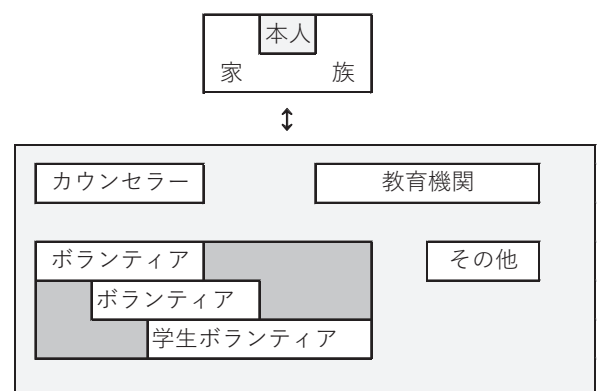 本人
家 族
↕
カウンセラー 教育機関
ボランティア その他
ボランティア
学生ボランティア